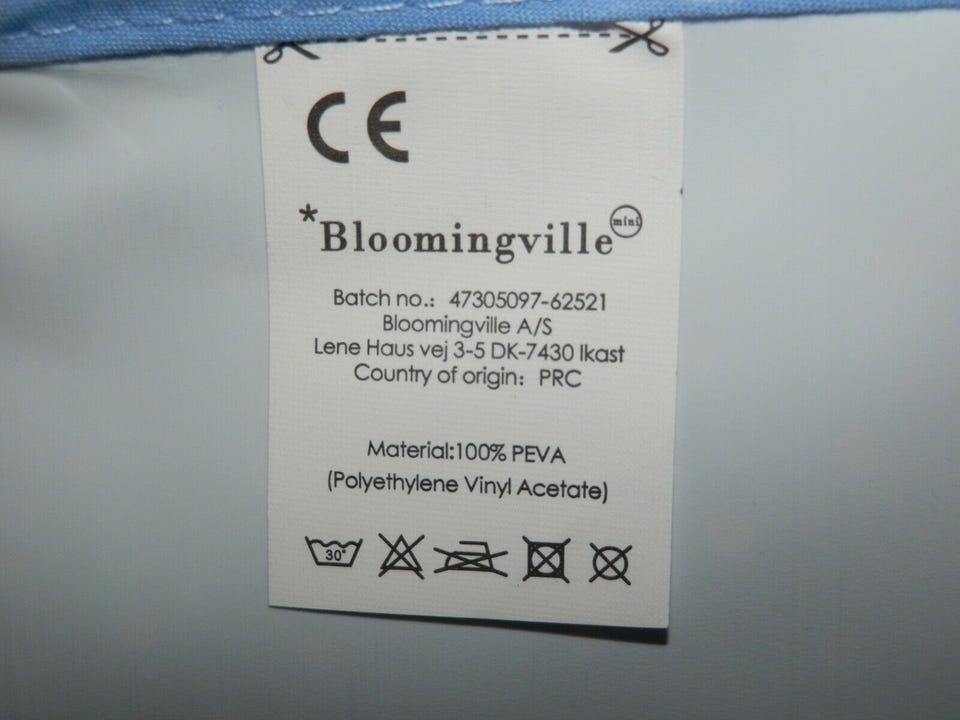 CE
*Bloomingville mini
Batch no.: 47305097-62521
Bloomingville A/S
Lene Haus vej 3-5 DK-7430 Ikast
Country of origin: PRC
Material:100% PEVA
(Polyethylene Vinyl Acetate)
30°